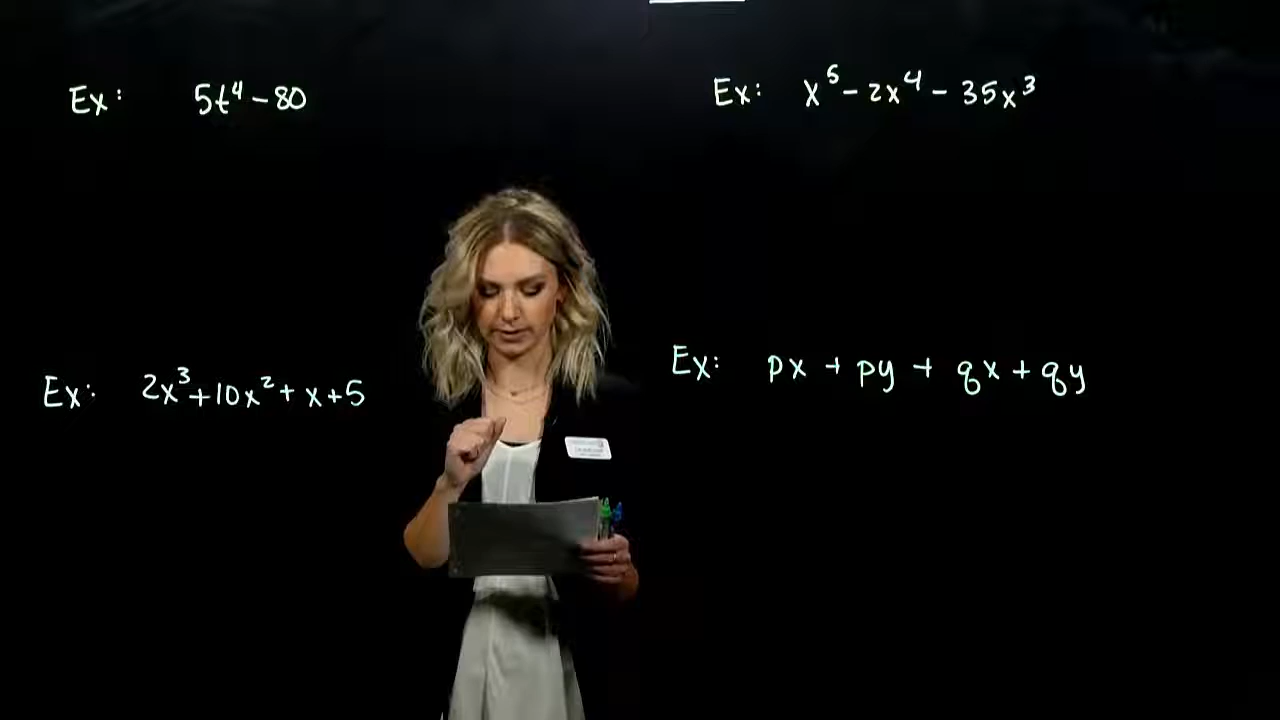 Ex: 5t⁴ - 80
Ex: x⁵ - 2x⁴ - 35x³
Ex: 2x³ + 10x² + x + 5
Ex: px + py + qx + qy